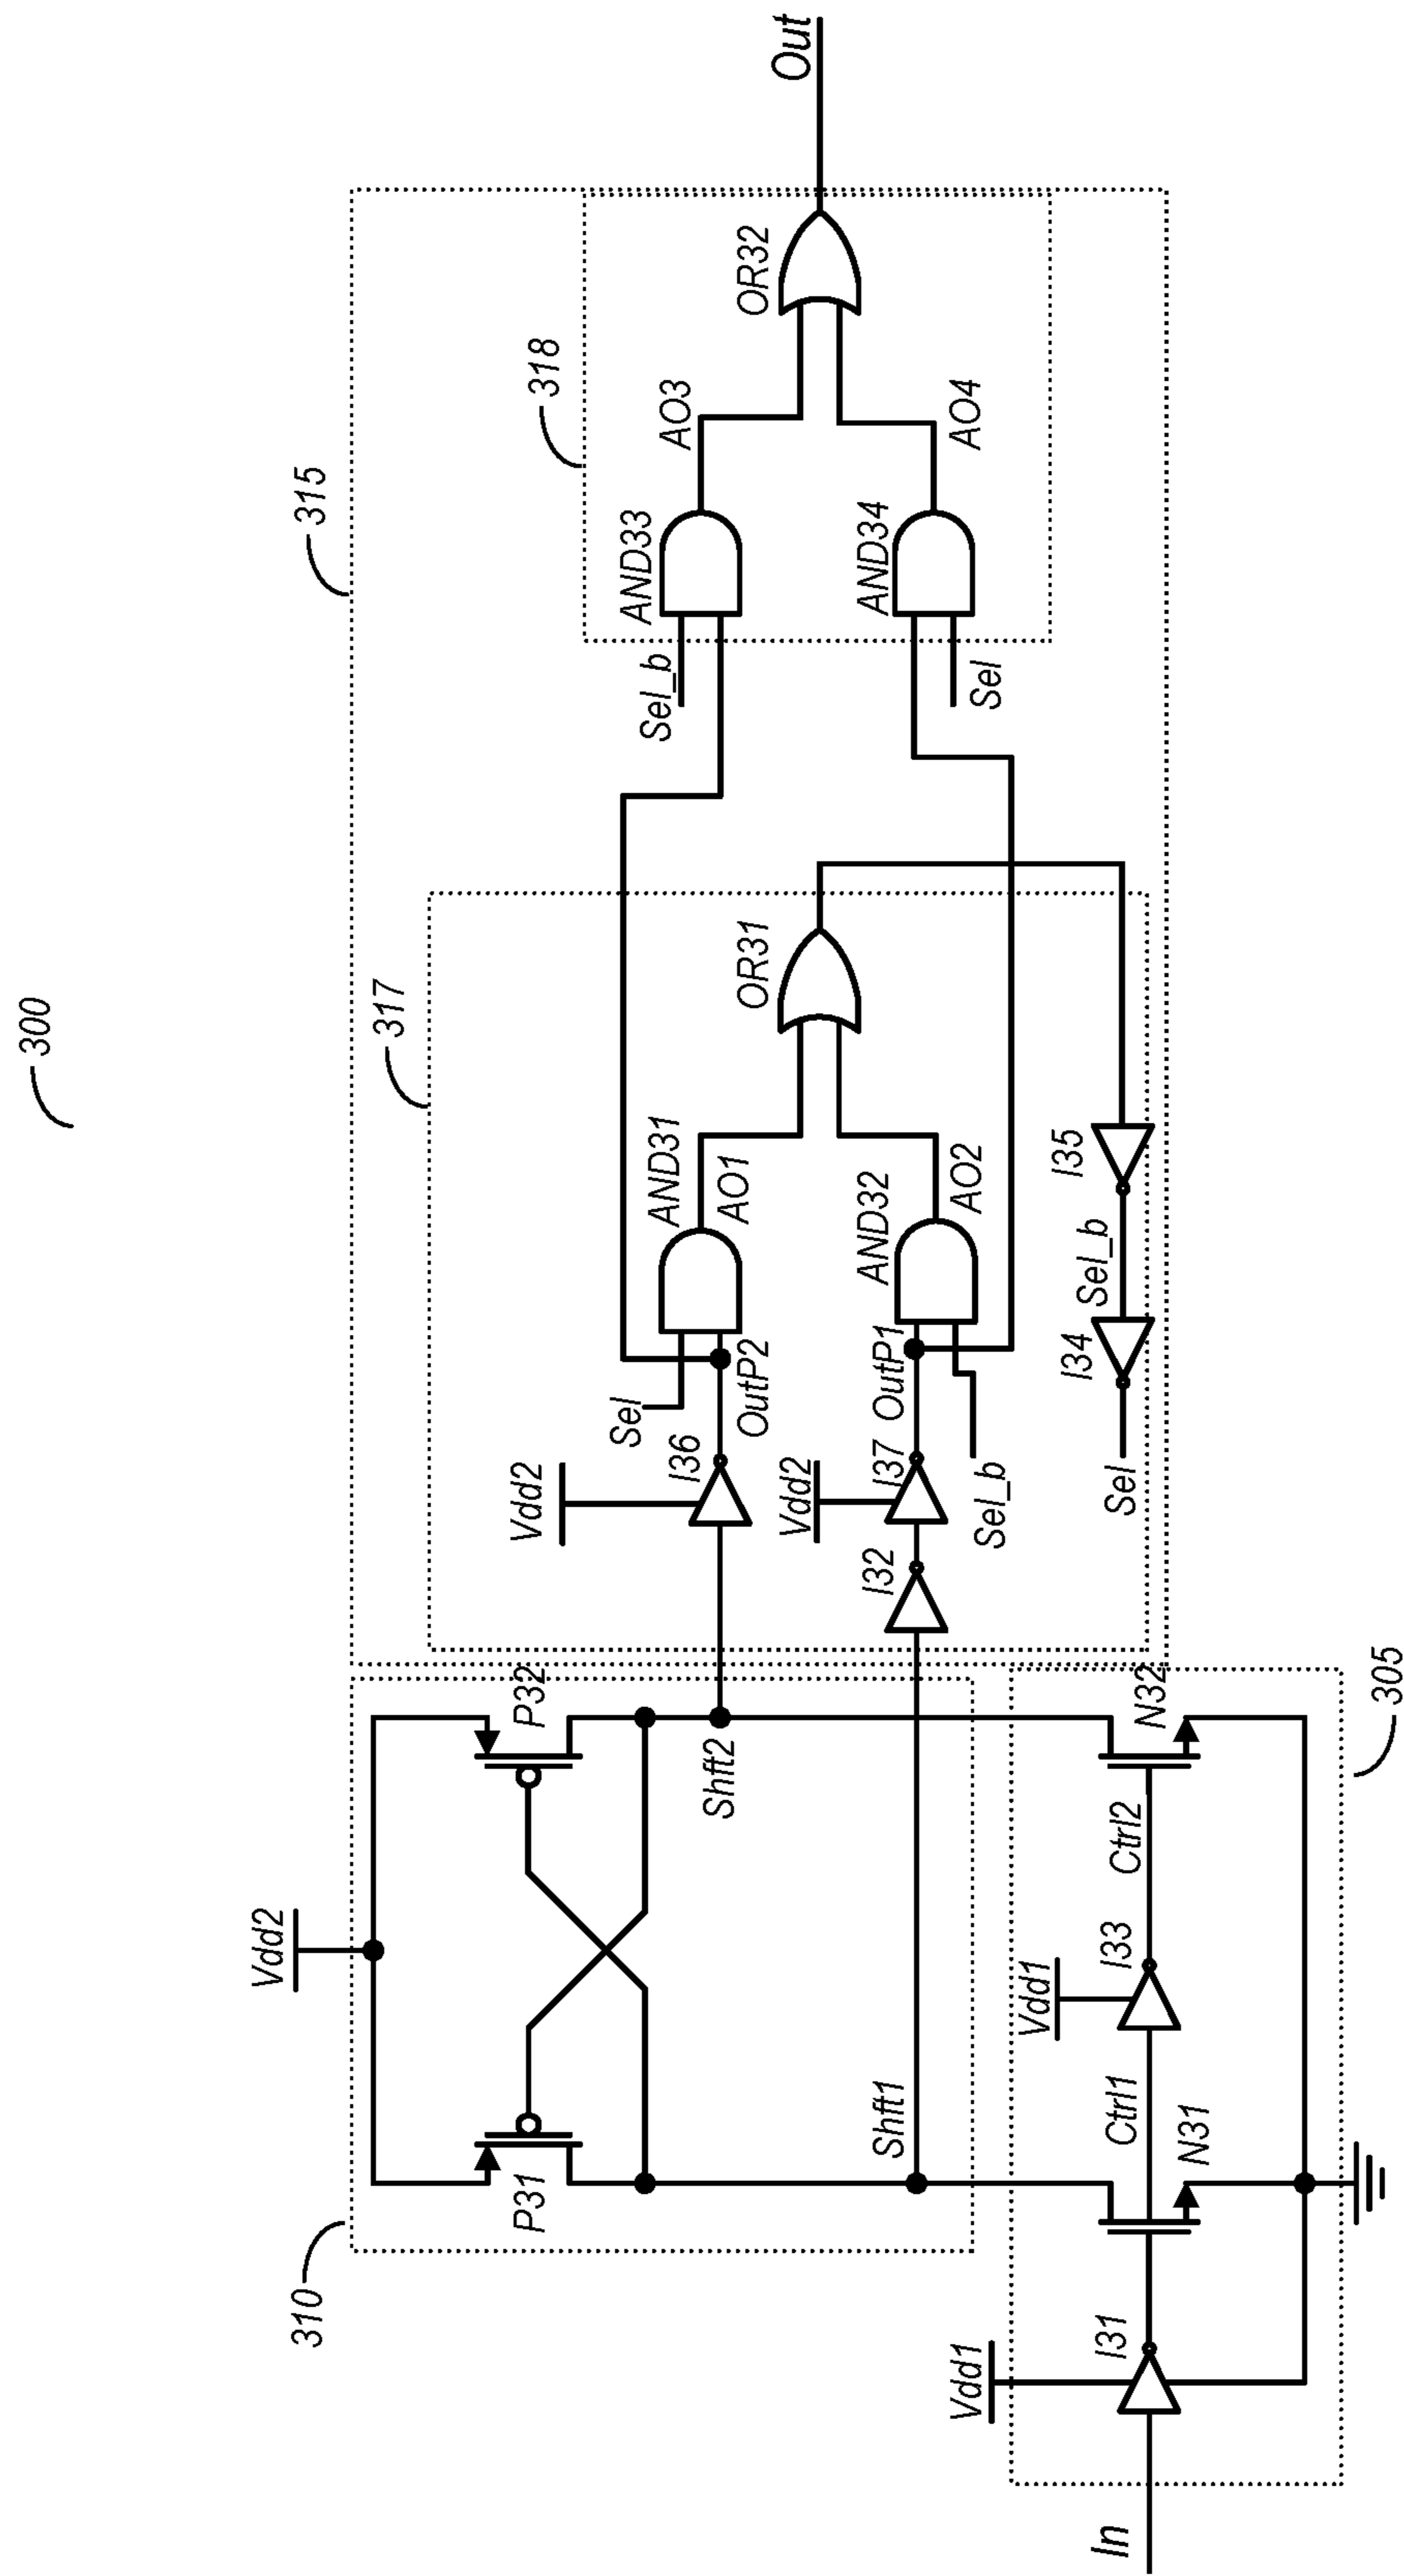 300
315
317
318
310
305
Vdd2
P31
P32
Shft1
Shft2
In
Vdd1
I31
Ctrl1
N31
Vdd1
I33
Ctrl2
N32
Vdd2
I36
OutP2
Sel
AND31
AO1
I32
Vdd2
I37
OutP1
Sel_b
AND32
AO2
OR31
Sel
I34
Sel_b
I35
Sel_b
AND33
AO3
Sel
AND34
AO4
OR32
Out